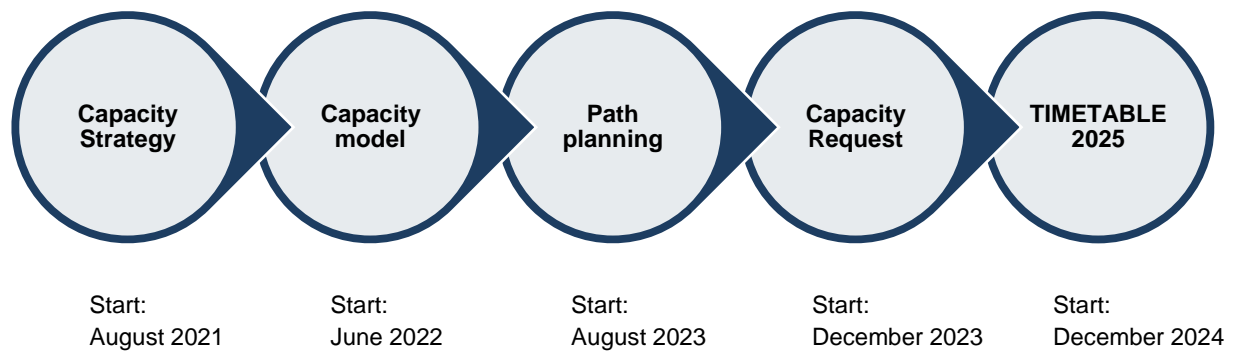 Capacity
Strategy
Capacity
model
Path
planning
Capacity
Request
TIMETABLE
2025
Start:
August 2021
Start:
June 2022
Start:
August 2023
Start:
December 2023
Start:
December 2024